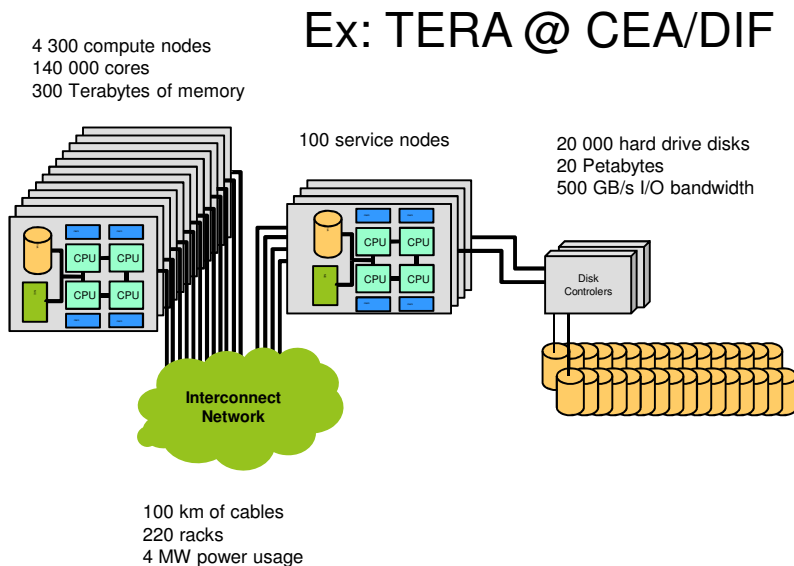 Ex: TERA @ CEA/DIF
4 300 compute nodes
140 000 cores
300 Terabytes of memory
100 service nodes
20 000 hard drive disks
20 Petabytes
500 GB/s I/O bandwidth
CPU CPU
CPU CPU
CPU CPU
CPU CPU
Disk
Controlers
Interconnect
Network
100 km of cables
220 racks
4 MW power usage